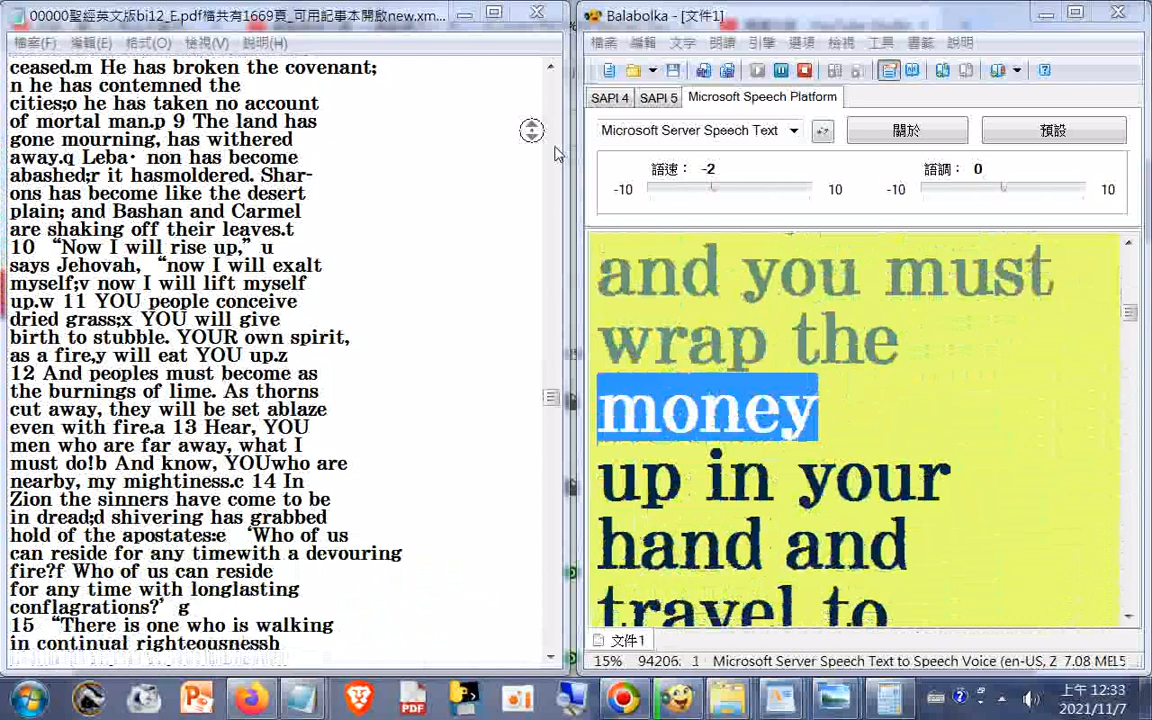 00000聖經英文版bi12_E.pdf檔共有1669頁_可用記事本開啟new.xm...
檔案(F) 編輯(E) 格式(O) 檢視(V) 說明(H)
ceased.m He has broken the covenant;
n he has contemned the
cities;o he has taken no account
of mortal man.p 9 The land has
gone mourning, has withered
away.q Leba· non has become
abashed;r it hasmoldered. Shar-
ons has become like the desert
plain; and Bashan and Carmel
are shaking off their leaves.t
10 “Now I will rise up,” u
says Jehovah, “now I will exalt
myself;v now I will lift myself
up.w 11 YOU people conceive
dried grass;x YOU will give
birth to stubble. YOUR own spirit,
as a fire,y will eat YOU up.z
12 And peoples must become as
the burnings of lime. As thorns
cut away, they will be set ablaze
even with fire.a 13 Hear, YOU
men who are far away, what I
must do!b And know, YOUwho are
nearby, my mightiness.c 14 In
Zion the sinners have come to be
in dread;d shivering has grabbed
hold of the apostates:e ‘Who of us
can reside for any timewith a devouring
fire?f Who of us can reside
for any time with longlasting
conflagrations?’ g
15 “There is one who is walking
in continual righteousnessh
Balabolka - [文件1]
檔案 編輯 文字 朗讀 引擎 選項 檢視 工具 書籤 說明
SAPI 4 SAPI 5 Microsoft Speech Platform
Microsoft Server Speech Text 關於 預設
語速： -2 語調： 0
-10 10 -10 10
and you must
wrap the
money
up in your
hand and
travel to
文件1
15% 94206. 1 Microsoft Server Speech Text to Speech Voice (en-US, Z 7.08 МЕ15
PDF
上午 12:33
2021/11/7